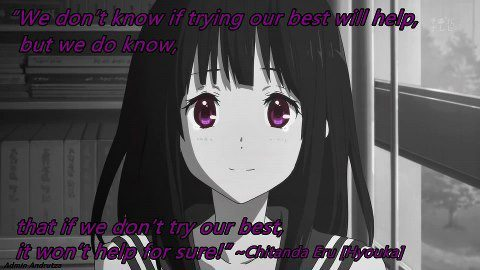 “We don't know if trying our best will help,
but we do know,
that if we don't try our best,
it won't help for sure!” ~Chitanda Eru [Hyouka]
Admin Andrutza